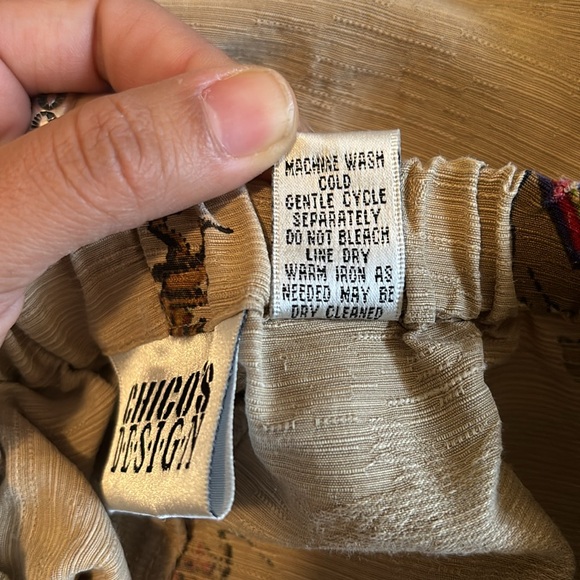 MACHINE WASH
COLD
GENTLE CYCLE
SEPARATELY
DO NOT BLEACH
LINE DRY
WARM IRON AS
NEEDED MAY BE
DRY CLEANED
CHICO'S
D·E·S·I·G·N